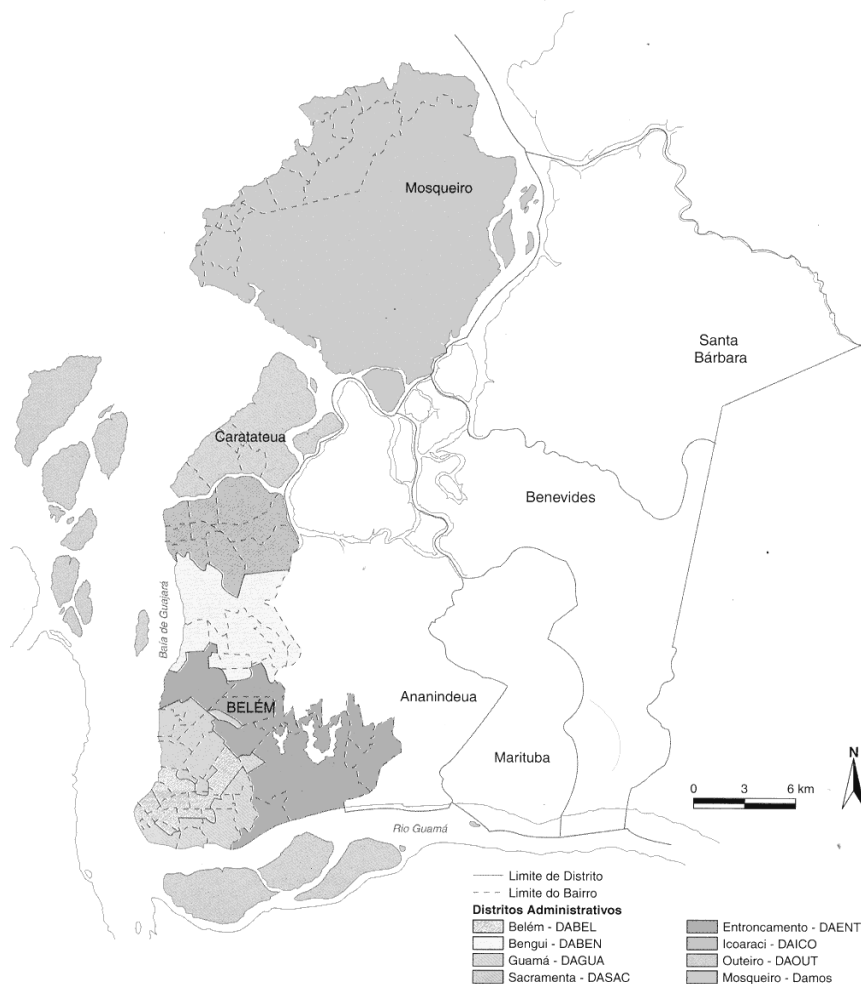 Mosqueiro
Santa
Bárbara
Caratateua
Benevides
Baía de Guajará
BELÉM
Ananindeua
Marituba
N
0 3 6 km
Rio Guamá
Limite de Distrito
Limite do Bairro
Distritos Administrativos
Belém - DABEL
Bengui - DABEN
Guamá - DAGUA
Sacramenta - DASAC
Entroncamento - DAENT
Icoaraci - DAICO
Outeiro - DAOUT
Mosqueiro - Damos